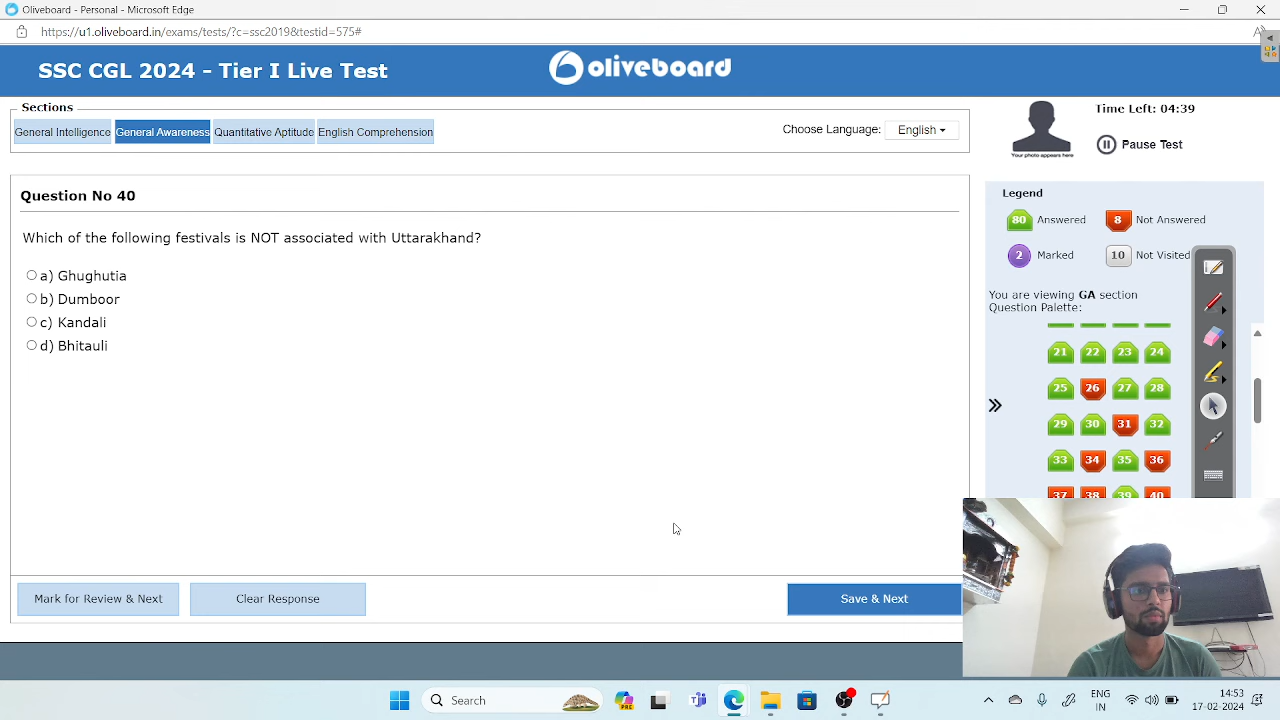 Oliveboard - Personal - Microsoft Edge
https://u1.oliveboard.in/exams/tests/?c=ssc2019&testid=575#
SSC CGL 2024 - Tier I Live Test
oliveboard
Sections
General Intelligence General Awareness Quantitative Aptitude English Comprehension
Choose Language: English
Your photo appears here
Time Left: 04:39
Pause Test
Question No 40
Which of the following festivals is NOT associated with Uttarakhand?
a) Ghughutia
b) Dumboor
c) Kandali
d) Bhitauli
Legend
80 Answered 8 Not Answered
2 Marked 10 Not Visited
You are viewing GA section
Question Palette:
21 22 23 24
25 26 27 28
29 30 31 32
33 34 35 36
37 38 39 40
Mark for Review & Next
Clear Response
Save & Next
Search
PRE
ENG
IN
14:53
17-02-2024